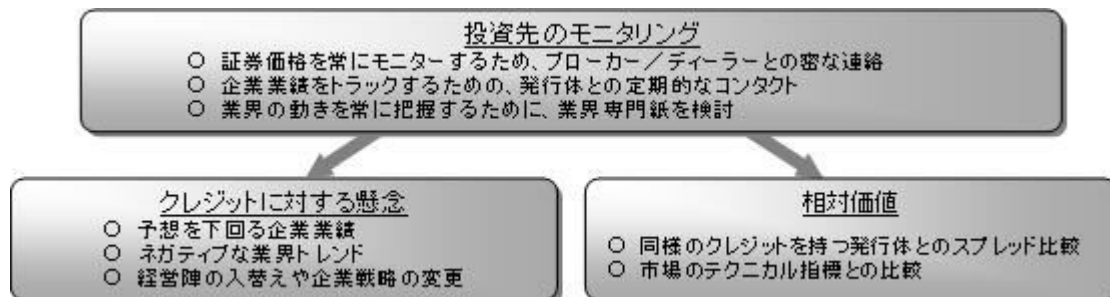 投資先のモニタリング
○ 証券価格を常にモニターするため、ブローカー／ディーラーとの密な連絡
○ 企業業績をトラックするための、発行体との定期的なコンタクト
○ 業界の動きを常に把握するために、業界専門紙を検討
クレジットに対する懸念
○ 予想を下回る企業業績
○ ネガティブな業界トレンド
○ 経営陣の入替えや企業戦略の変更
相対価値
○ 同様のクレジットを持つ発行体とのスプレッド比較
○ 市場のテクニカル指標との比較